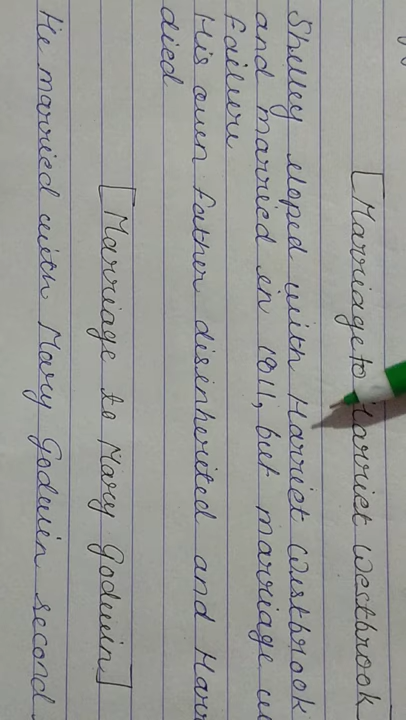 [Marriage to Harriet Westbrook]
Shelley eloped with Harriet Westbrook
and married in 1811, but marriage
failure
His own father disenherited and
died
[Marriage to Mary Godwin]
He married with Mary Godwin second